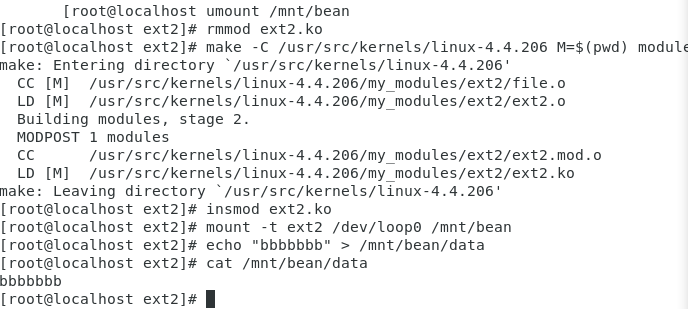 [root@localhost umount /mnt/bean
[root@localhost ext2]# rmmod ext2.ko
[root@localhost ext2]# make -C /usr/src/kernels/linux-4.4.206 M=$(pwd) module
make: Entering directory `/usr/src/kernels/linux-4.4.206'
CC [M]  /usr/src/kernels/linux-4.4.206/my_modules/ext2/file.o
LD [M]  /usr/src/kernels/linux-4.4.206/my_modules/ext2/ext2.o
Building modules, stage 2.
MODPOST 1 modules
CC      /usr/src/kernels/linux-4.4.206/my_modules/ext2/ext2.mod.o
LD [M]  /usr/src/kernels/linux-4.4.206/my_modules/ext2/ext2.ko
make: Leaving directory `/usr/src/kernels/linux-4.4.206'
[root@localhost ext2]# insmod ext2.ko
[root@localhost ext2]# mount -t ext2 /dev/loop0 /mnt/bean
[root@localhost ext2]# echo "bbbbbbb" > /mnt/bean/data
[root@localhost ext2]# cat /mnt/bean/data
bbbbbbb
[root@localhost ext2]#